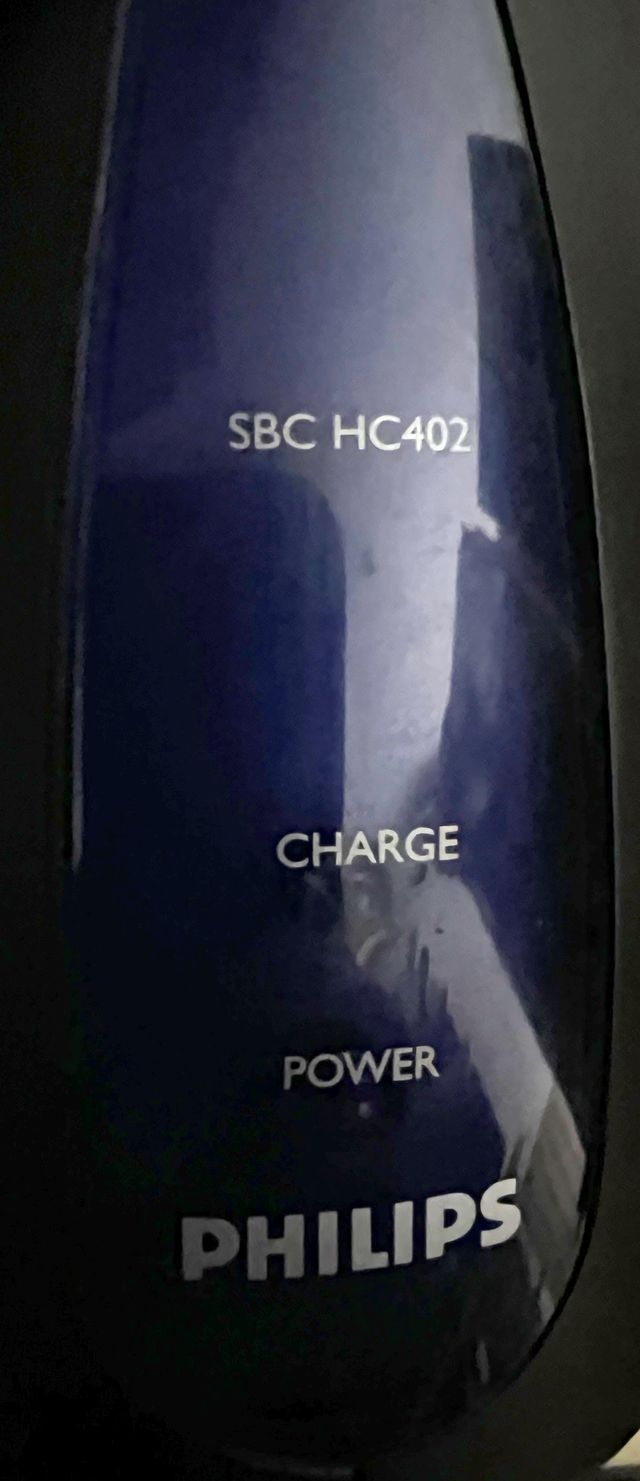 SBC HC402
CHARGE
POWER
PHILIPS